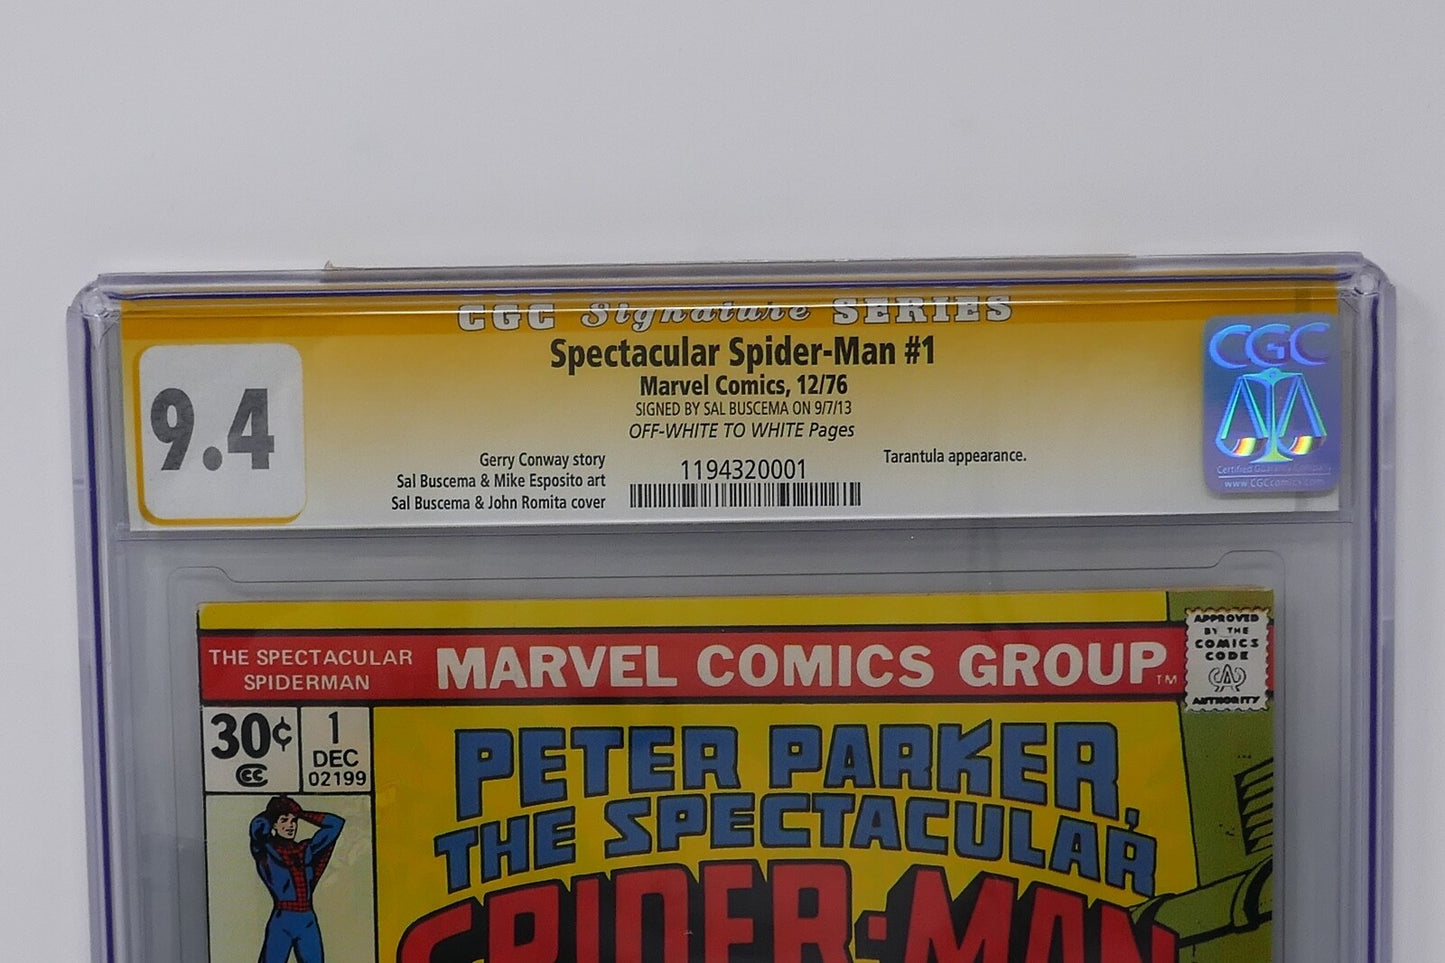 CGC Signature SERIES
Spectacular Spider-Man #1
Marvel Comics, 12/76
SIGNED BY SAL BUSCEMA ON 9/7/13
OFF-WHITE TO WHITE Pages
9.4
Gerry Conway story
Sal Buscema & Mike Esposito art
Sal Buscema & John Romita cover
1194320001
Tarantula appearance.
CGC
Certified Guaranty Company
www.CGCcomics.com
THE SPECTACULAR
SPIDERMAN
MARVEL COMICS GROUP TM
APPROVED
BY THE
COMICS
CODE
A
AUTHORITY
30¢
CC
1
DEC
02199
PETER PARKER,
THE SPECTACULAR
SPIDER-MAN